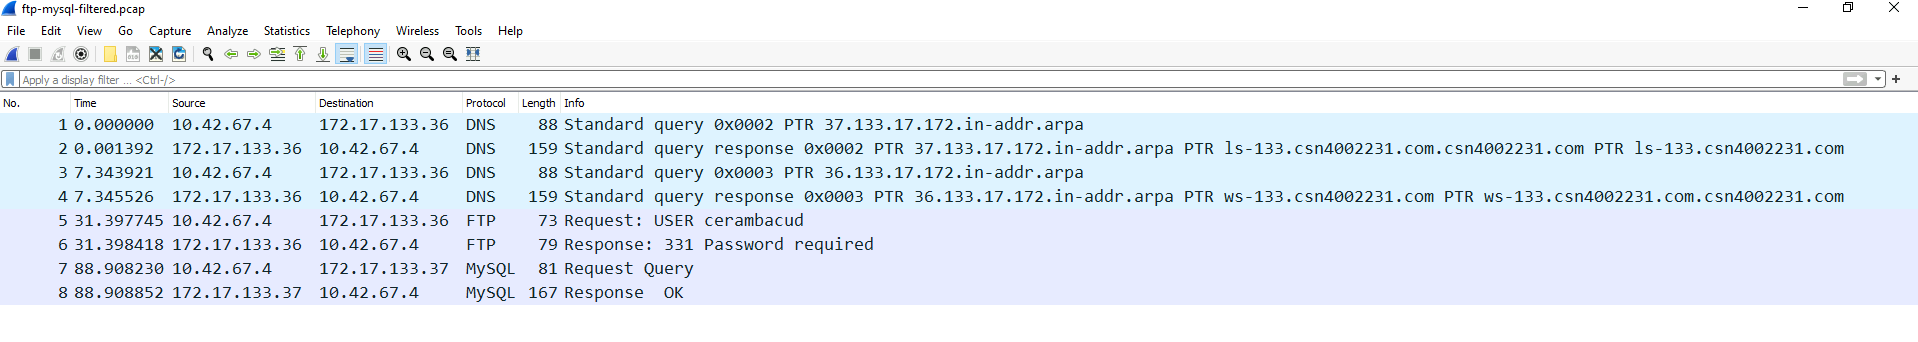 ftp-mysql-filtered.pcap
File Edit View Go Capture Analyze Statistics Telephony Wireless Tools Help
Apply a display filter ... <Ctrl-/>
No. Time Source Destination Protocol Length Info
1 0.000000 10.42.67.4 172.17.133.36 DNS 88 Standard query 0x0002 PTR 37.133.17.172.in-addr.arpa
2 0.001392 172.17.133.36 10.42.67.4 DNS 159 Standard query response 0x0002 PTR 37.133.17.172.in-addr.arpa PTR ls-133.csn4002231.com.csn4002231.com PTR ls-133.csn4002231.com
3 7.343921 10.42.67.4 172.17.133.36 DNS 88 Standard query 0x0003 PTR 36.133.17.172.in-addr.arpa
4 7.345526 172.17.133.36 10.42.67.4 DNS 159 Standard query response 0x0003 PTR 36.133.17.172.in-addr.arpa PTR ws-133.csn4002231.com PTR ws-133.csn4002231.com.csn4002231.com
5 31.397745 10.42.67.4 172.17.133.36 FTP 73 Request: USER cerambacud
6 31.398418 172.17.133.36 10.42.67.4 FTP 79 Response: 331 Password required
7 88.908230 10.42.67.4 172.17.133.37 MySQL 81 Request Query
8 88.908852 172.17.133.37 10.42.67.4 MySQL 167 Response OK